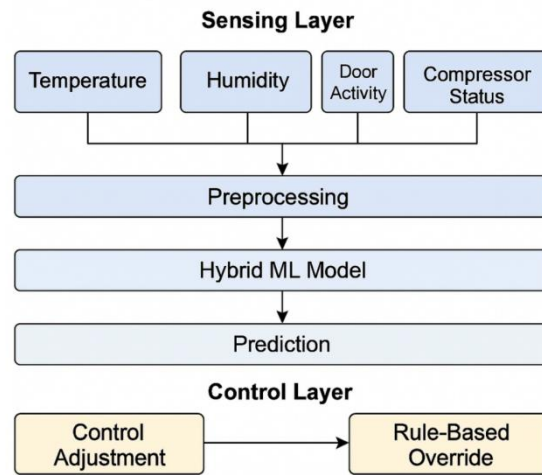 Sensing Layer
Temperature
Humidity
Door
Activity
Compressor
Status
Preprocessing
Hybrid ML Model
Prediction
Control Layer
Control
Adjustment
Rule-Based
Override